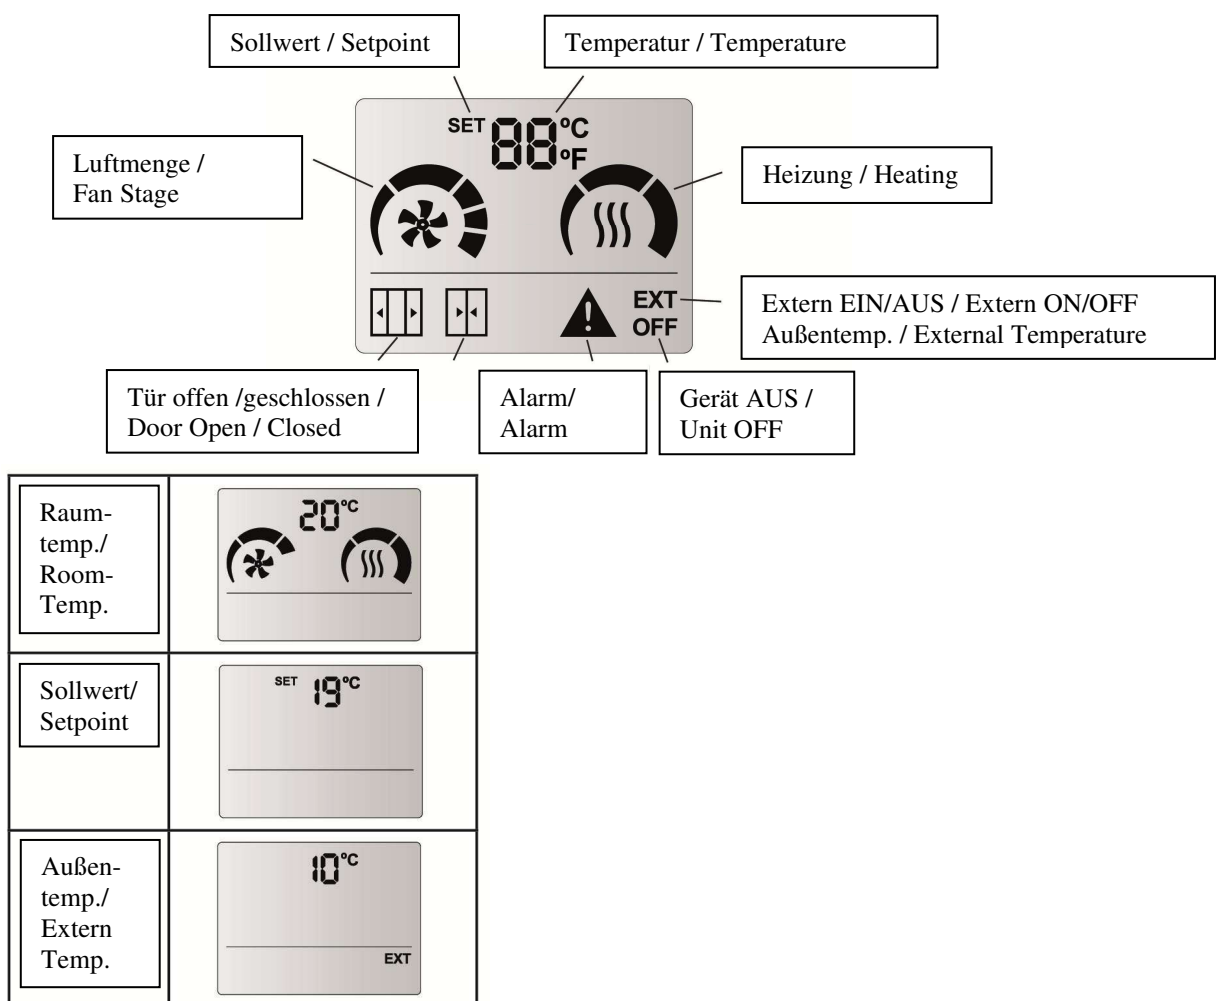 Sollwert / Setpoint
Temperatur / Temperature
SET 88 °C
°F
Luftmenge /
Fan Stage
Heizung / Heating
EXT
OFF
Extern EIN/AUS / Extern ON/OFF
Außentemp. / External Temperature
Tür offen /geschlossen /
Door Open / Closed
Alarm/
Alarm
Gerät AUS /
Unit OFF
Raum-
temp./
Room-
Temp.
20°C
Sollwert/
Setpoint
SET 19°C
Außen-
temp./
Extern
Temp.
10°C
EXT